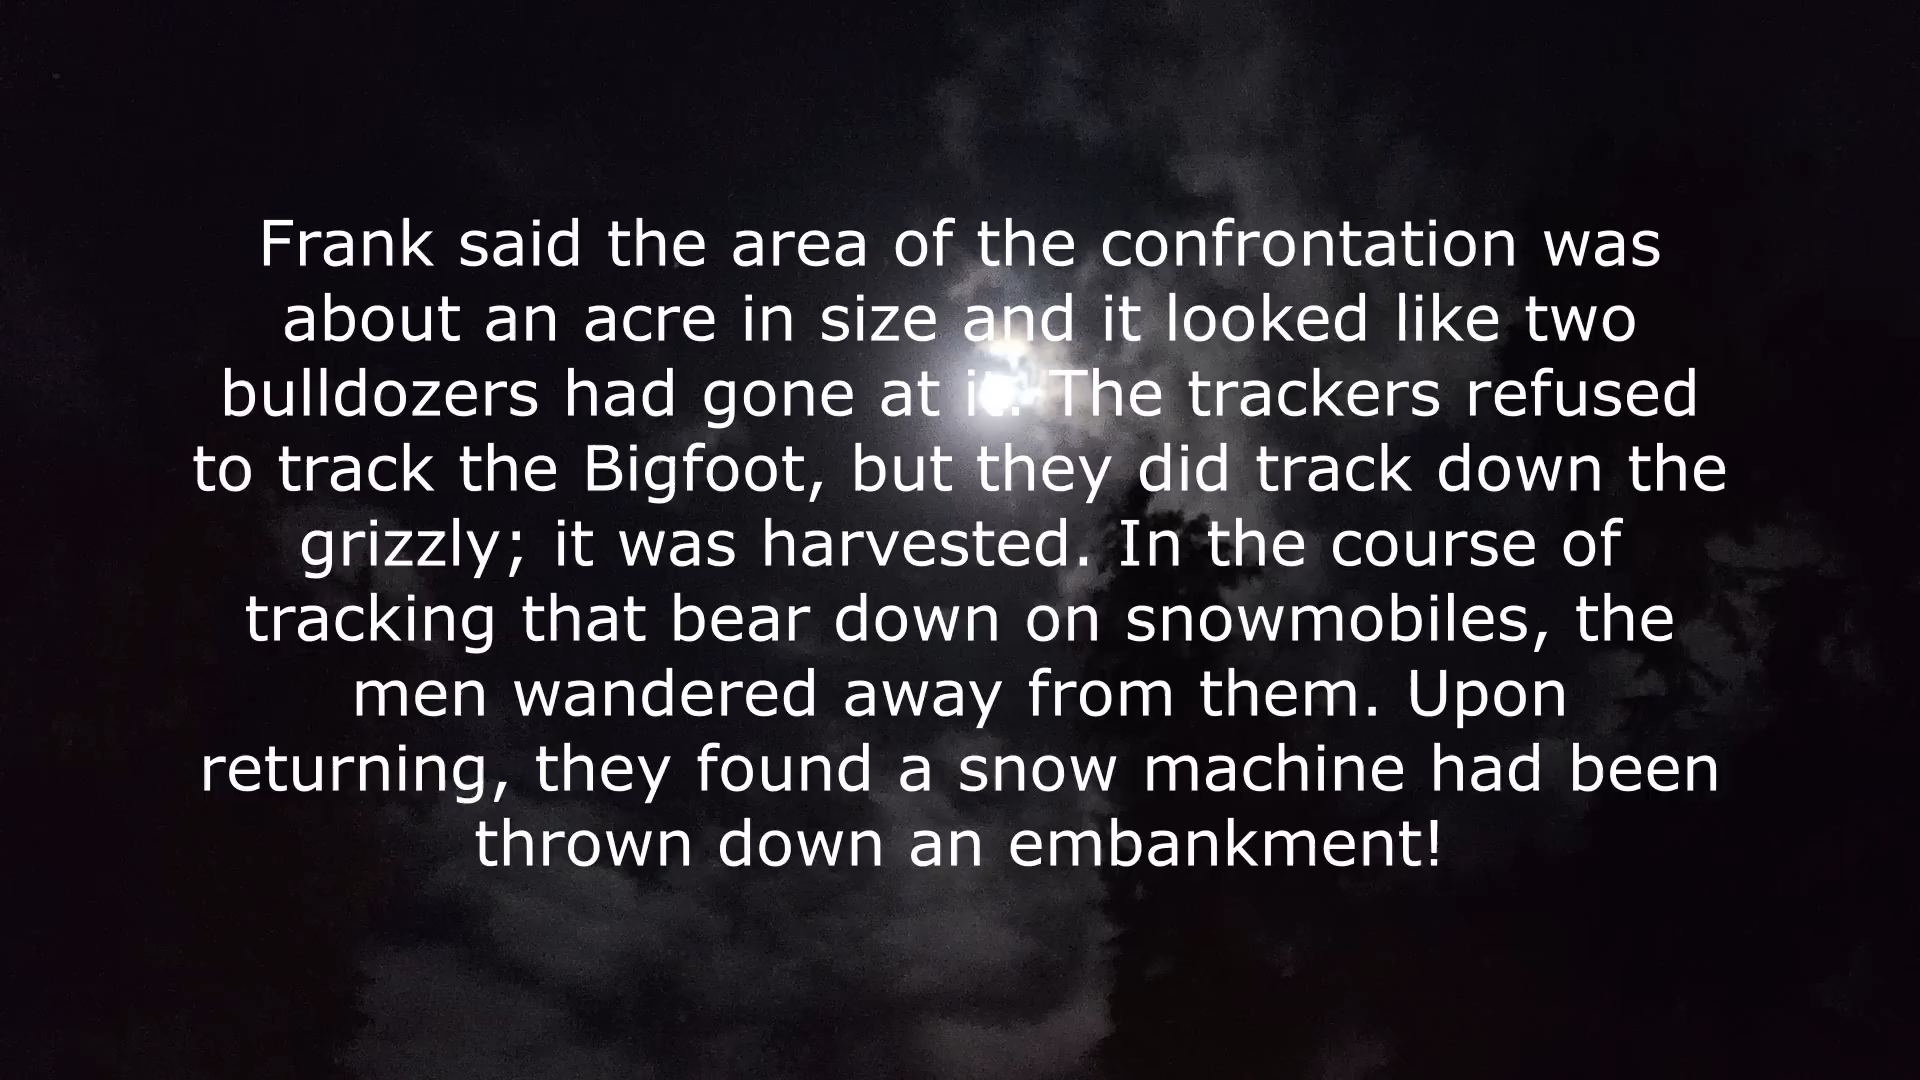 Frank said the area of the confrontation was
about an acre in size and it looked like two
bulldozers had gone at it. The trackers refused
to track the Bigfoot, but they did track down the
grizzly; it was harvested. In the course of
tracking that bear down on snowmobiles, the
men wandered away from them. Upon
returning, they found a snow machine had been
thrown down an embankment!